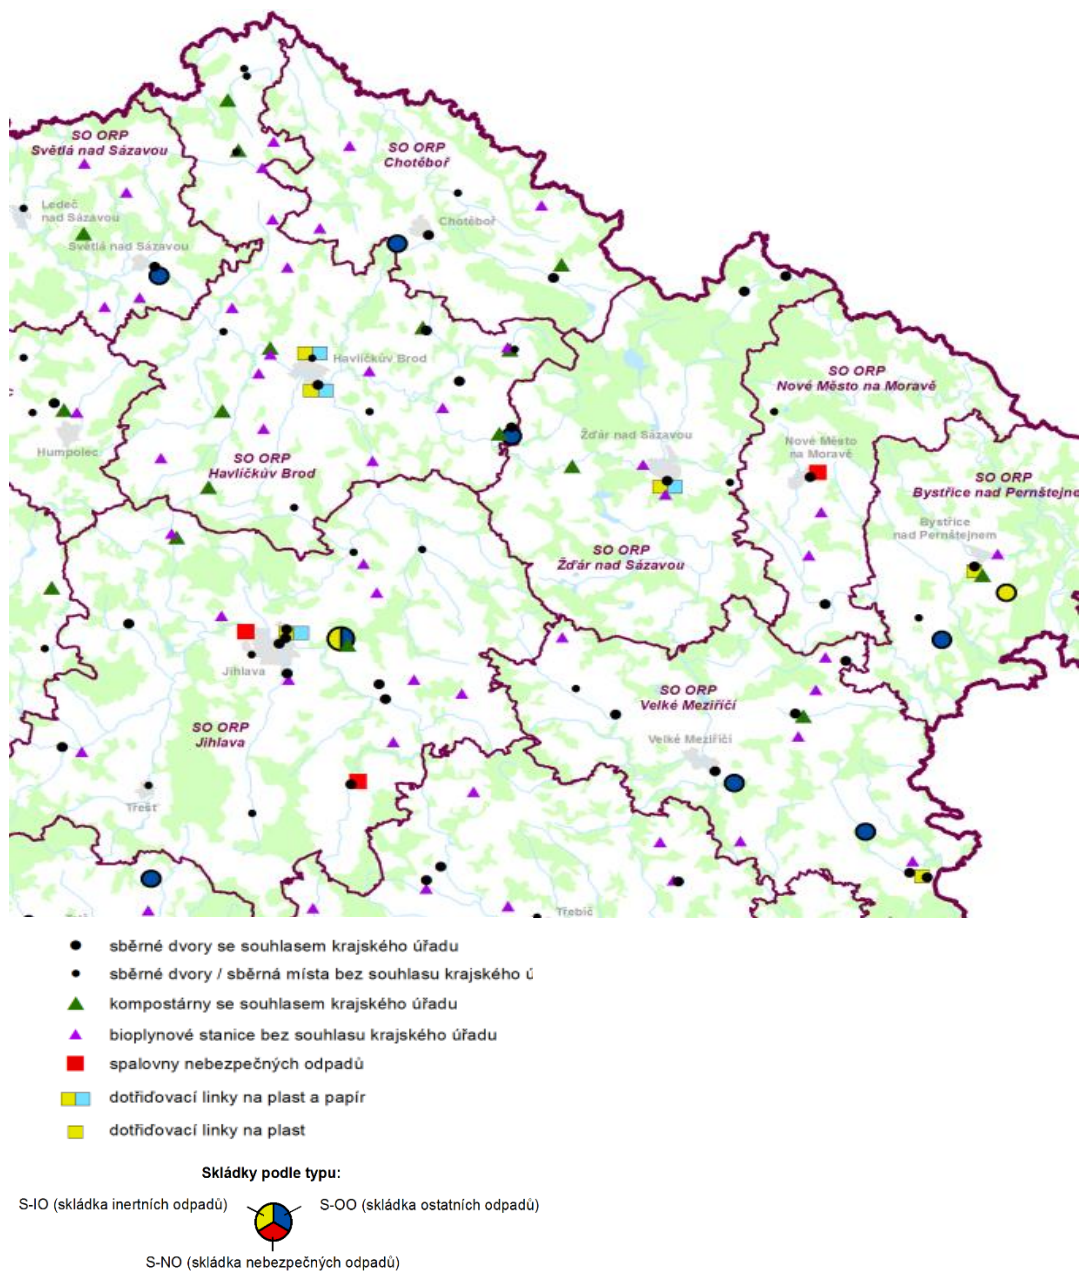 SO ORP
Světlá nad Sázavou
SO ORP
Chotěboř
Ledeč
nad Sázavou
Chotěboř
Světlá nad Sázavou
Havlíčkův Brod
SO ORP
Nové Město na Moravě
Žďár nad Sázavou
Nové Město
na Moravě
Humpolec
SO ORP
Havlíčkův Brod
SO ORP
Bystřice nad Pernštejne
Bystřice
nad Pernštejnem
SO ORP
Žďár nad Sázavou
Jihlava
SO ORP
Velké Meziříčí
SO ORP
Jihlava
Velké Meziříčí
Třešť
Třebíč
sběrné dvory se souhlasem krajského úřadu
sběrné dvory / sběrná místa bez souhlasu krajského ú
kompostárny se souhlasem krajského úřadu
bioplynové stanice bez souhlasu krajského úřadu
spalovny nebezpečných odpadů
dotřiďovací linky na plast a papír
dotřiďovací linky na plast
Skládky podle typu:
S-IO (skládka inertních odpadů)
S-OO (skládka ostatních odpadů)
S-NO (skládka nebezpečných odpadů)